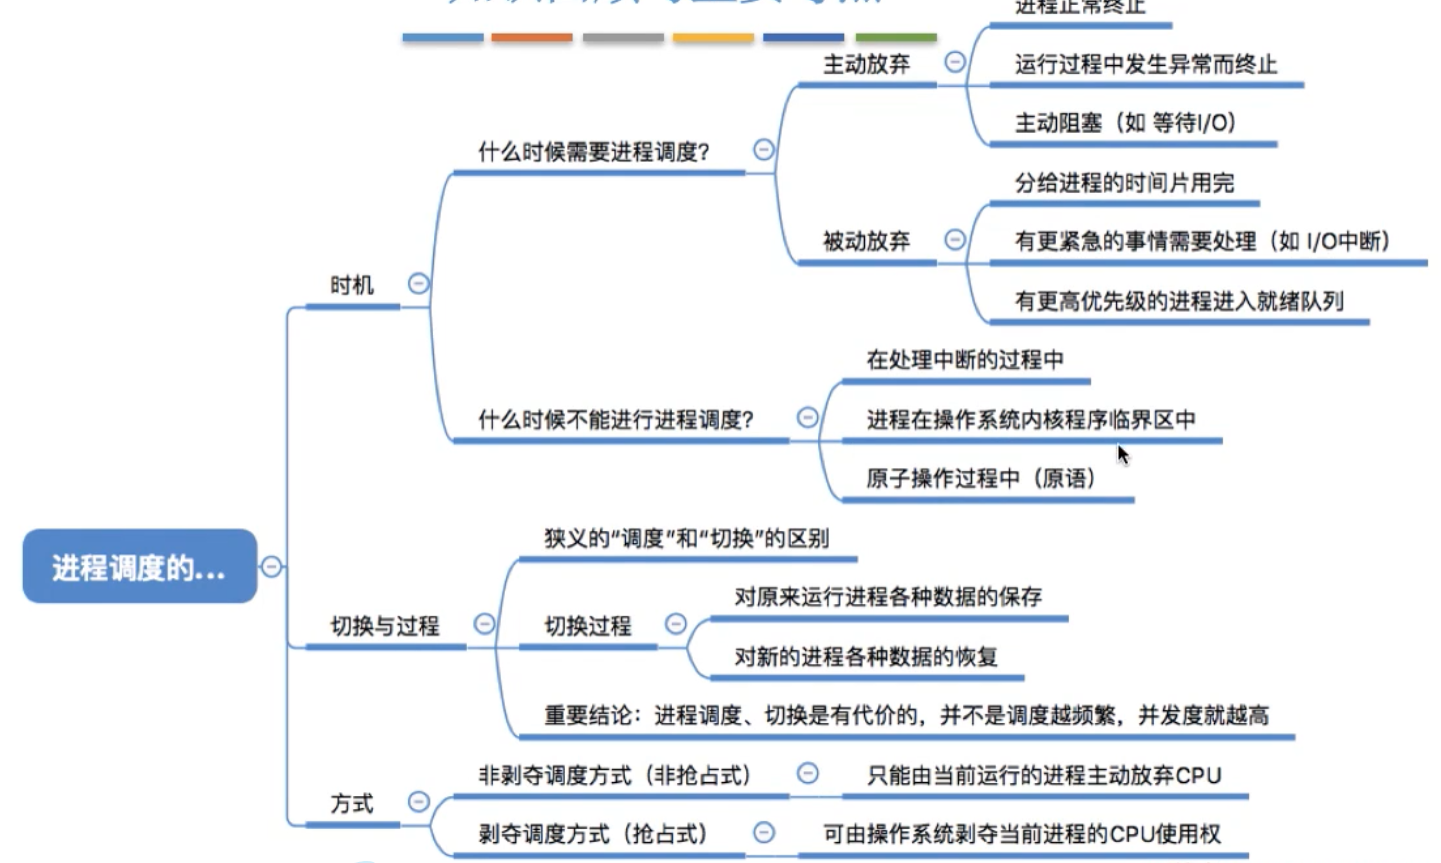 进程正常终止
主动放弃
运行过程中发生异常而终止
主动阻塞（如 等待I/O）
什么时候需要进程调度？
分给进程的时间片用完
被动放弃
有更紧急的事情需要处理（如 I/O中断）
有更高优先级的进程进入就绪队列
时机
在处理中断的过程中
什么时候不能进行进程调度？
进程在操作系统内核程序临界区中
原子操作过程中（原语）
进程调度的...
狭义的“调度”和“切换”的区别
切换与过程
切换过程
对原来运行进程各种数据的保存
对新的进程各种数据的恢复
重要结论：进程调度、切换是有代价的，并不是调度越频繁，并发度就越高
方式
非剥夺调度方式（非抢占式）
只能由当前运行的进程主动放弃CPU
剥夺调度方式（抢占式）
可由操作系统剥夺当前进程的CPU使用权